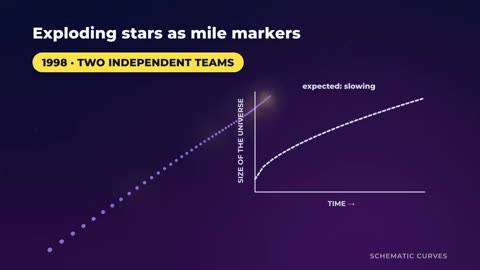 Exploding stars as mile markers
1998 · TWO INDEPENDENT TEAMS
expected: slowing
SIZE OF THE UNIVERSE
TIME →
SCHEMATIC CURVES